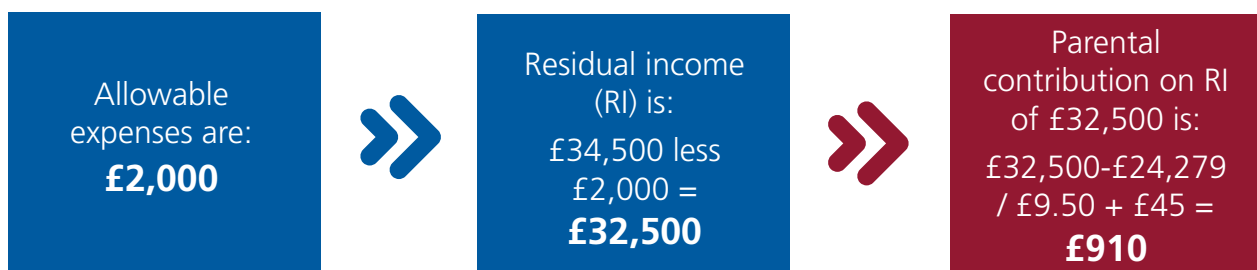 Allowable
expenses are:
£2,000
Residual income
(RI) is:
£34,500 less
£2,000 =
£32,500
Parental
contribution on RI
of £32,500 is:
£32,500-£24,279
/ £9.50 + £45 =
£910